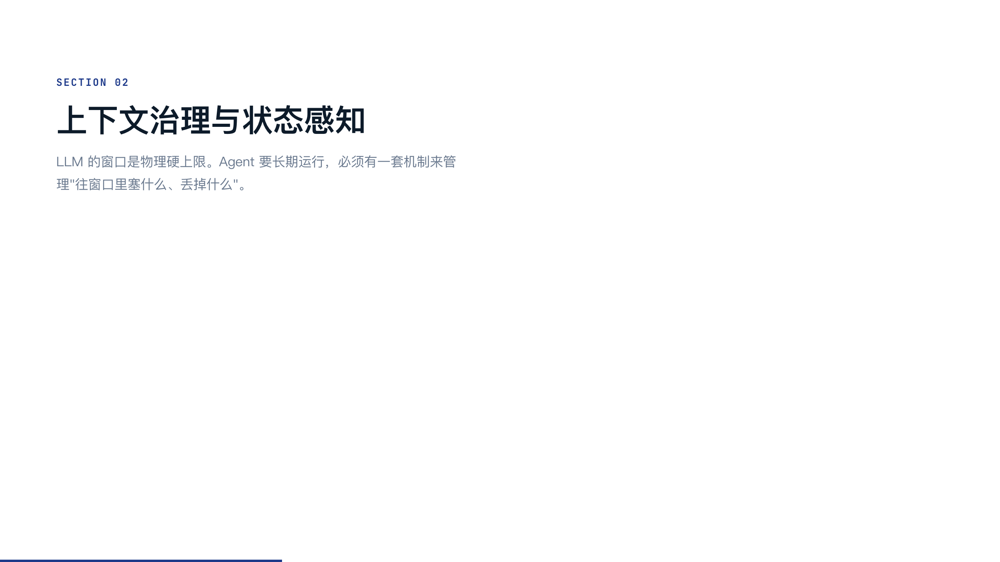 SECTION 02
上下文治理与状态感知
LLM 的窗口是物理硬上限。Agent 要长期运行，必须有一套机制来管
理"往窗口里塞什么、丢掉什么"。